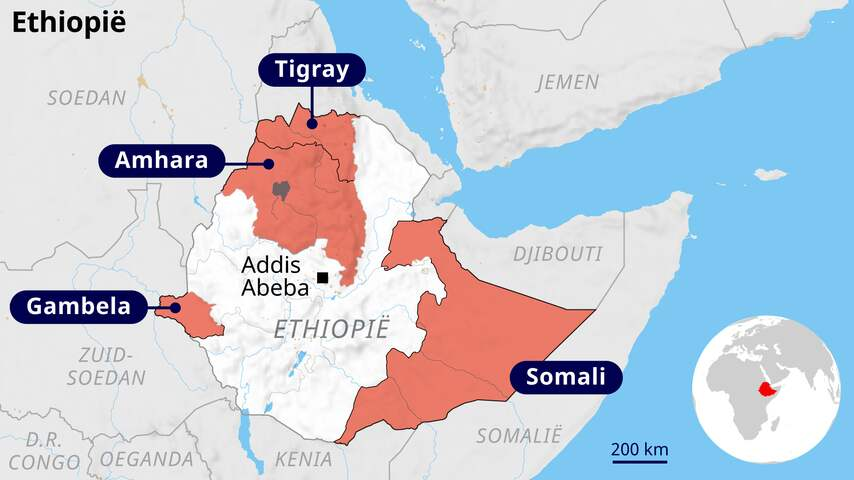 Ethiopië
Tigray
SOEDAN
JEMEN
Amhara
DJIBOUTI
Addis
Abeba
Gambela
ETHIOPIË
ZUID-
SOEDAN
Somali
SOMALIË
D.R.
CONGO
OEGANDA
KENIA
200 km